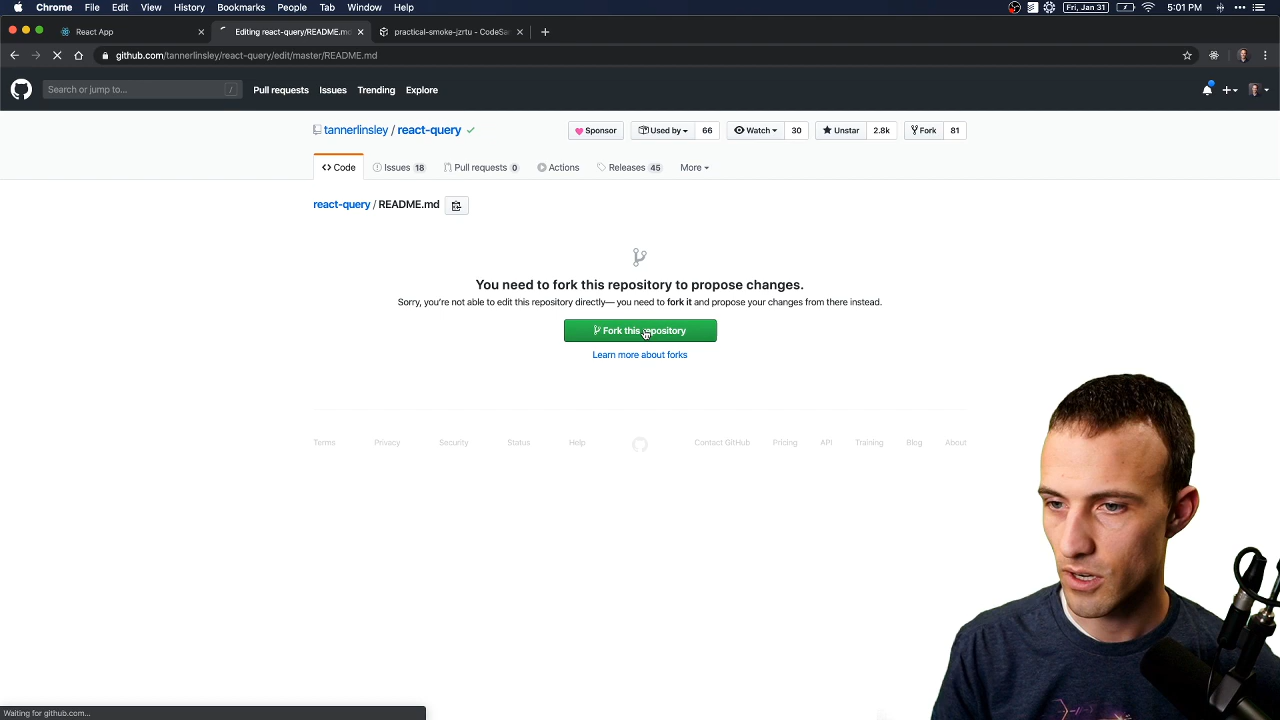 Chrome File Edit View History Bookmarks People Tab Window Help Fri, Jan 31 5:01 PM
React App Editing react-query/README.md practical-smoke-jzrtu - CodeSa
github.com/tannerlinsley/react-query/edit/master/README.md
Search or jump to... / Pull requests Issues Trending Explore
tannerlinsley / react-query Sponsor Used by 66 Watch 30 Unstar 2.8k Fork 81
Code Issues 18 Pull requests 0 Actions Releases 45 More
react-query / README.md
You need to fork this repository to propose changes.
Sorry, you're not able to edit this repository directly— you need to fork it and propose your changes from there instead.
Fork this repository
Learn more about forks
Terms Privacy Security Status Help Contact GitHub Pricing API Training Blog About
Waiting for github.com...